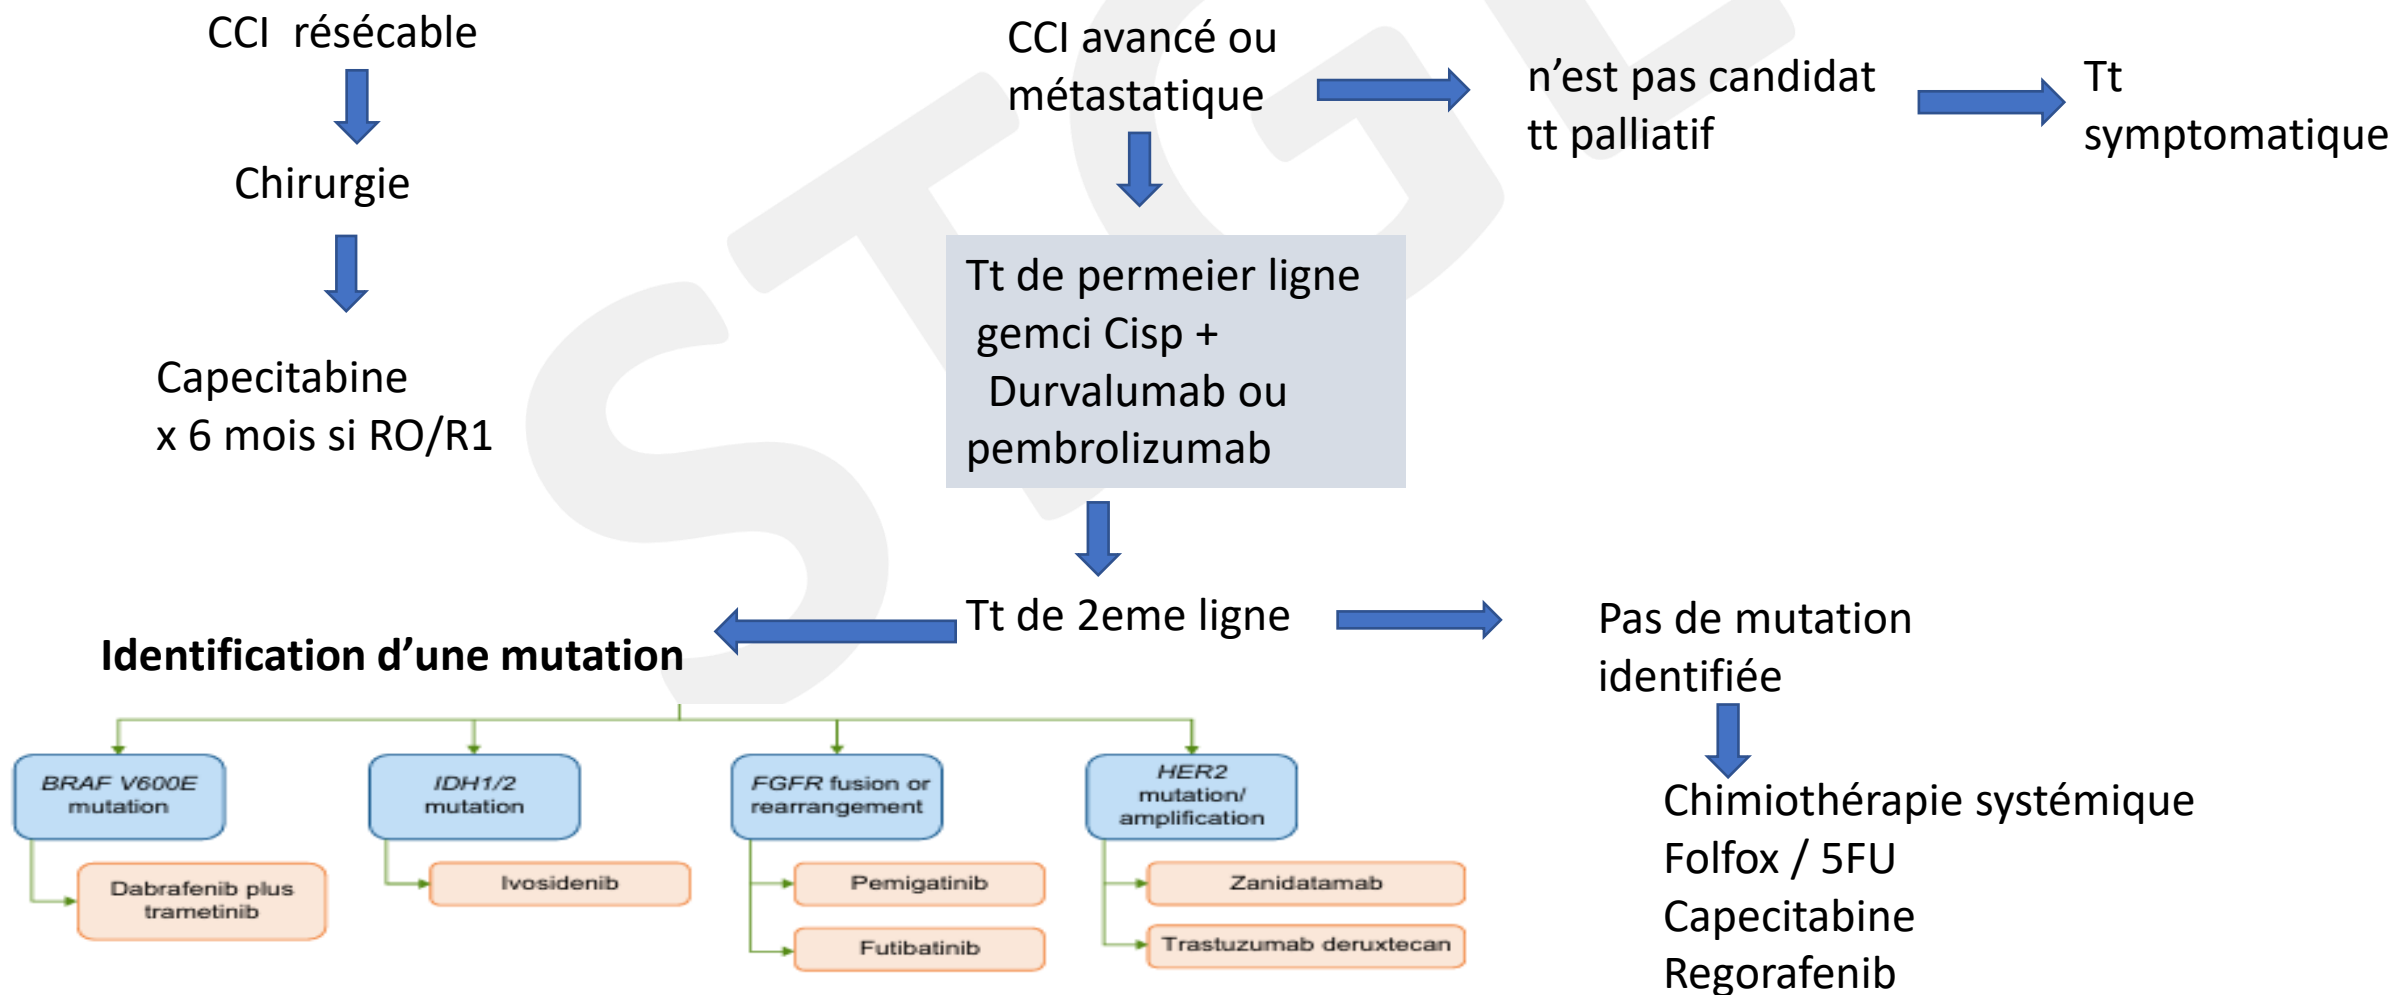 CCI résécable
Chirurgie
Capecitabine
x 6 mois si RO/R1
CCI avancé ou
métastatique
n'est pas candidat
tt palliatif
Tt
symptomatique
Tt de permeier ligne
gemci Cisp +
Durvalumab ou
pembrolizumab
Tt de 2eme ligne
Identification d'une mutation
Pas de mutation
identifiée
BRAF V600E
mutation
Dabrafenib plus
trametinib
IDH1/2
mutation
Ivosidenib
FGFR fusion or
rearrangement
Pemigatinib
Futibatinib
HER2
mutation/
amplification
Zanidatamab
Trastuzumab deruxtecan
Chimiothérapie systémique
Folfox / 5FU
Capecitabine
Regorafenib
STGE